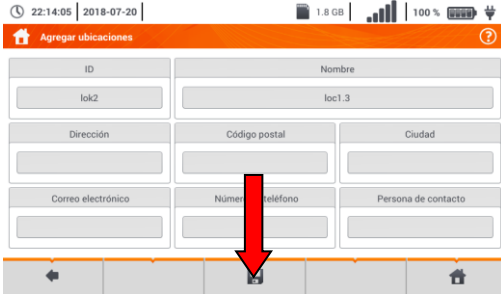 22:14:05 2018-07-20 1.8 GB 100 %
Agregar ubicaciones ?
ID Nombre
lok2 loc1.3
Dirección Código postal Ciudad
Correo electrónico Número teléfono Persona de contacto